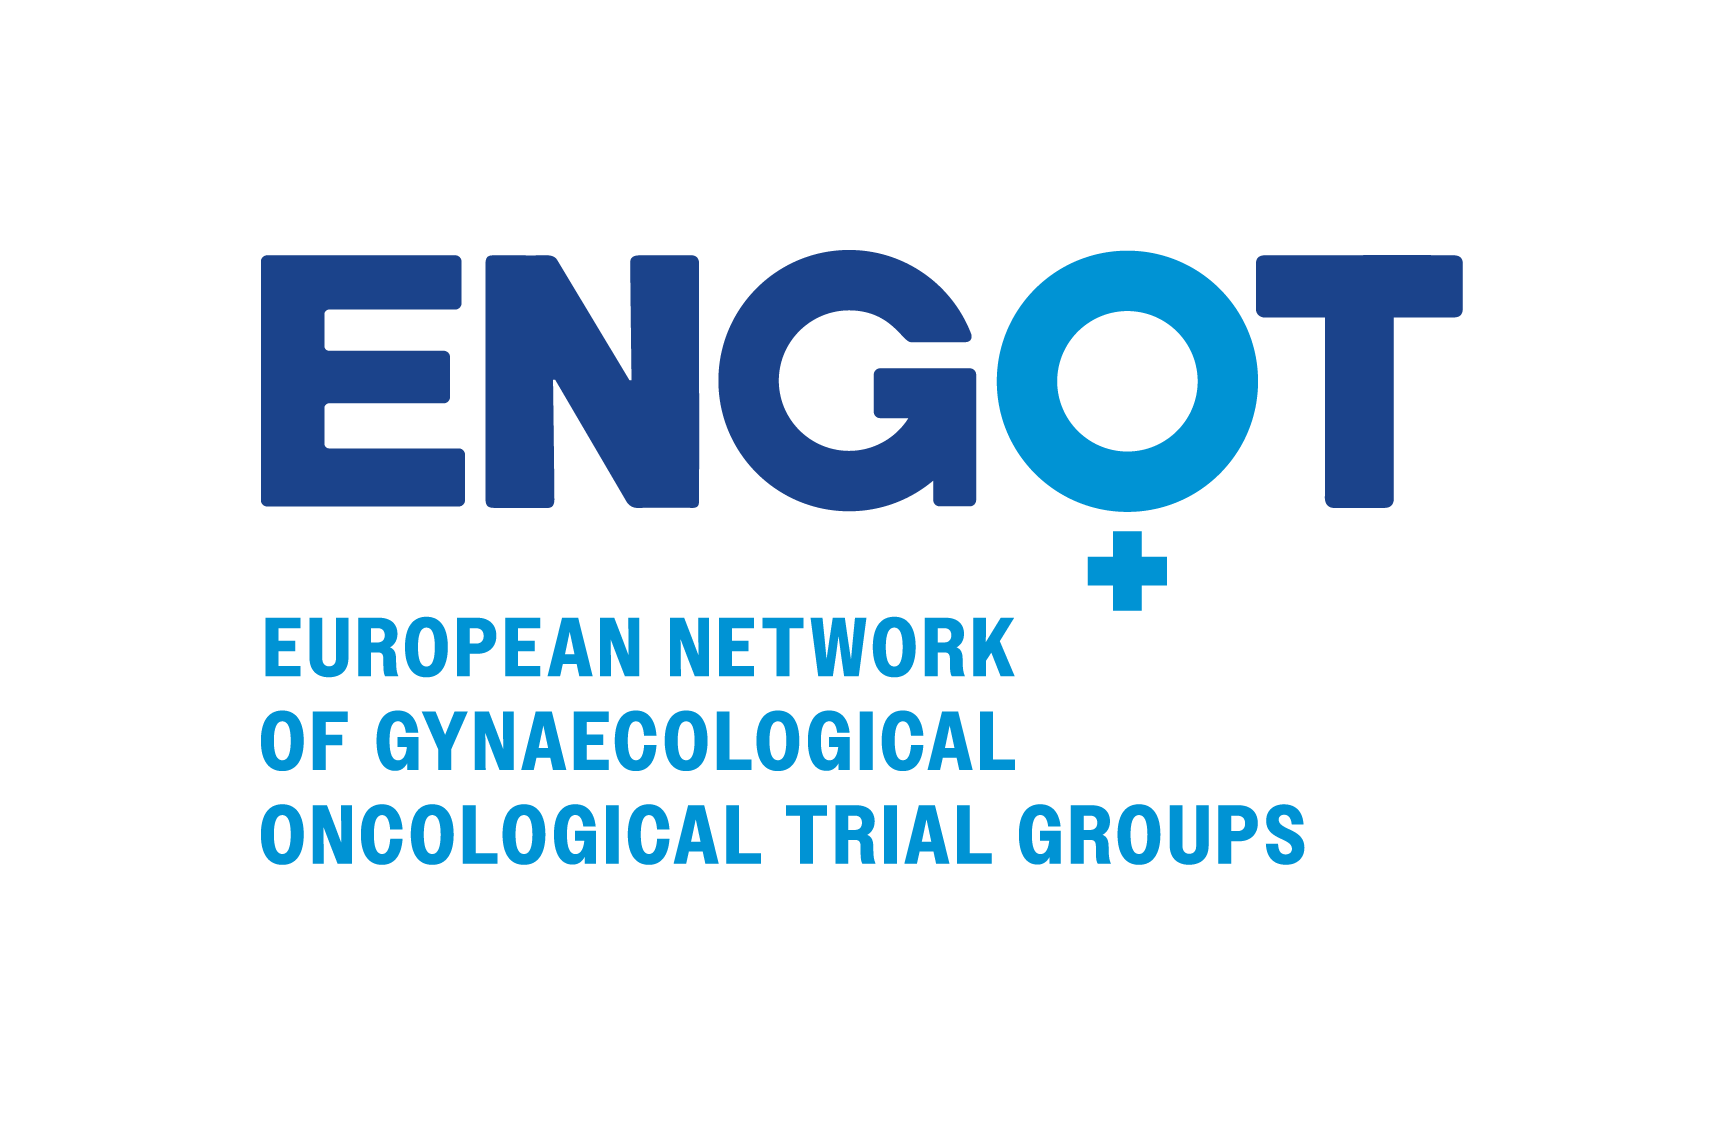 ENGOT
EUROPEAN NETWORK
OF GYNAECOLOGICAL
ONCOLOGICAL TRIAL GROUPS